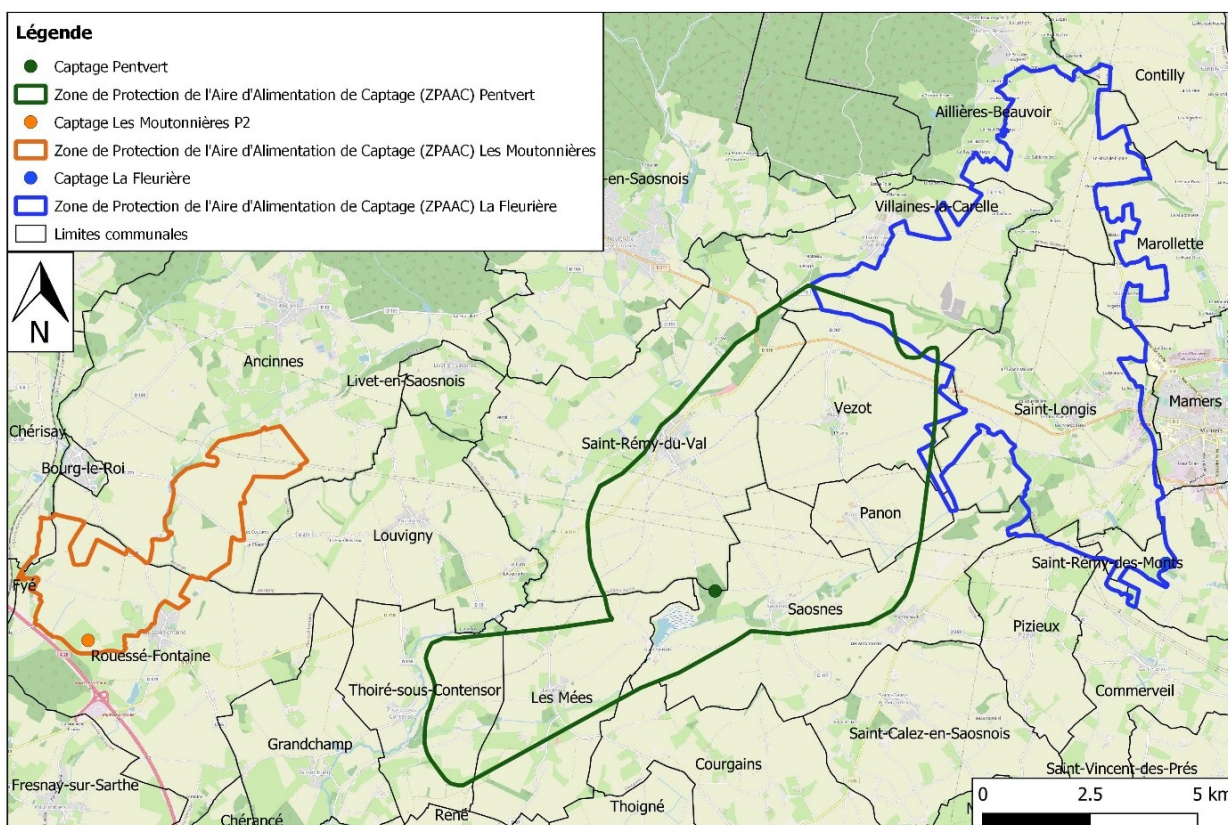 Légende
Captage Pentvert
Zone de Protection de l'Aire d'Alimentation de Captage (ZPAAC) Pentvert
Captage Les Moutonnières P2
Zone de Protection de l'Aire d'Alimentation de Captage (ZPAAC) Les Moutonnières
Captage La Fleurière
Zone de Protection de l'Aire d'Alimentation de Captage (ZPAAC) La Fleurière
Limites communales
N
Contilly
Aillières-Beauvoir
-en-Saosnois
Villaines-la-Carelle
Marollette
Ancinnes
Livet-en-Saosnois
Chérisay
Bourg-le-Roi
Saint-Rémy-du-Val
Vezot
Saint-Longis
Mamers
Louvigny
Panon
Fyé
Saint-Rémy-des-Monts
Saosnes
Pizieux
Rouessé-Fontaine
Thoiré-sous-Contensor
Les Mées
Commerveil
Grandchamp
Saint-Calez-en-Saosnois
Courgains
Saint-Vincent-des-Prés
Fresnay-sur-Sarthe
Thoigné
René
Chérancé
0 2.5 5 km